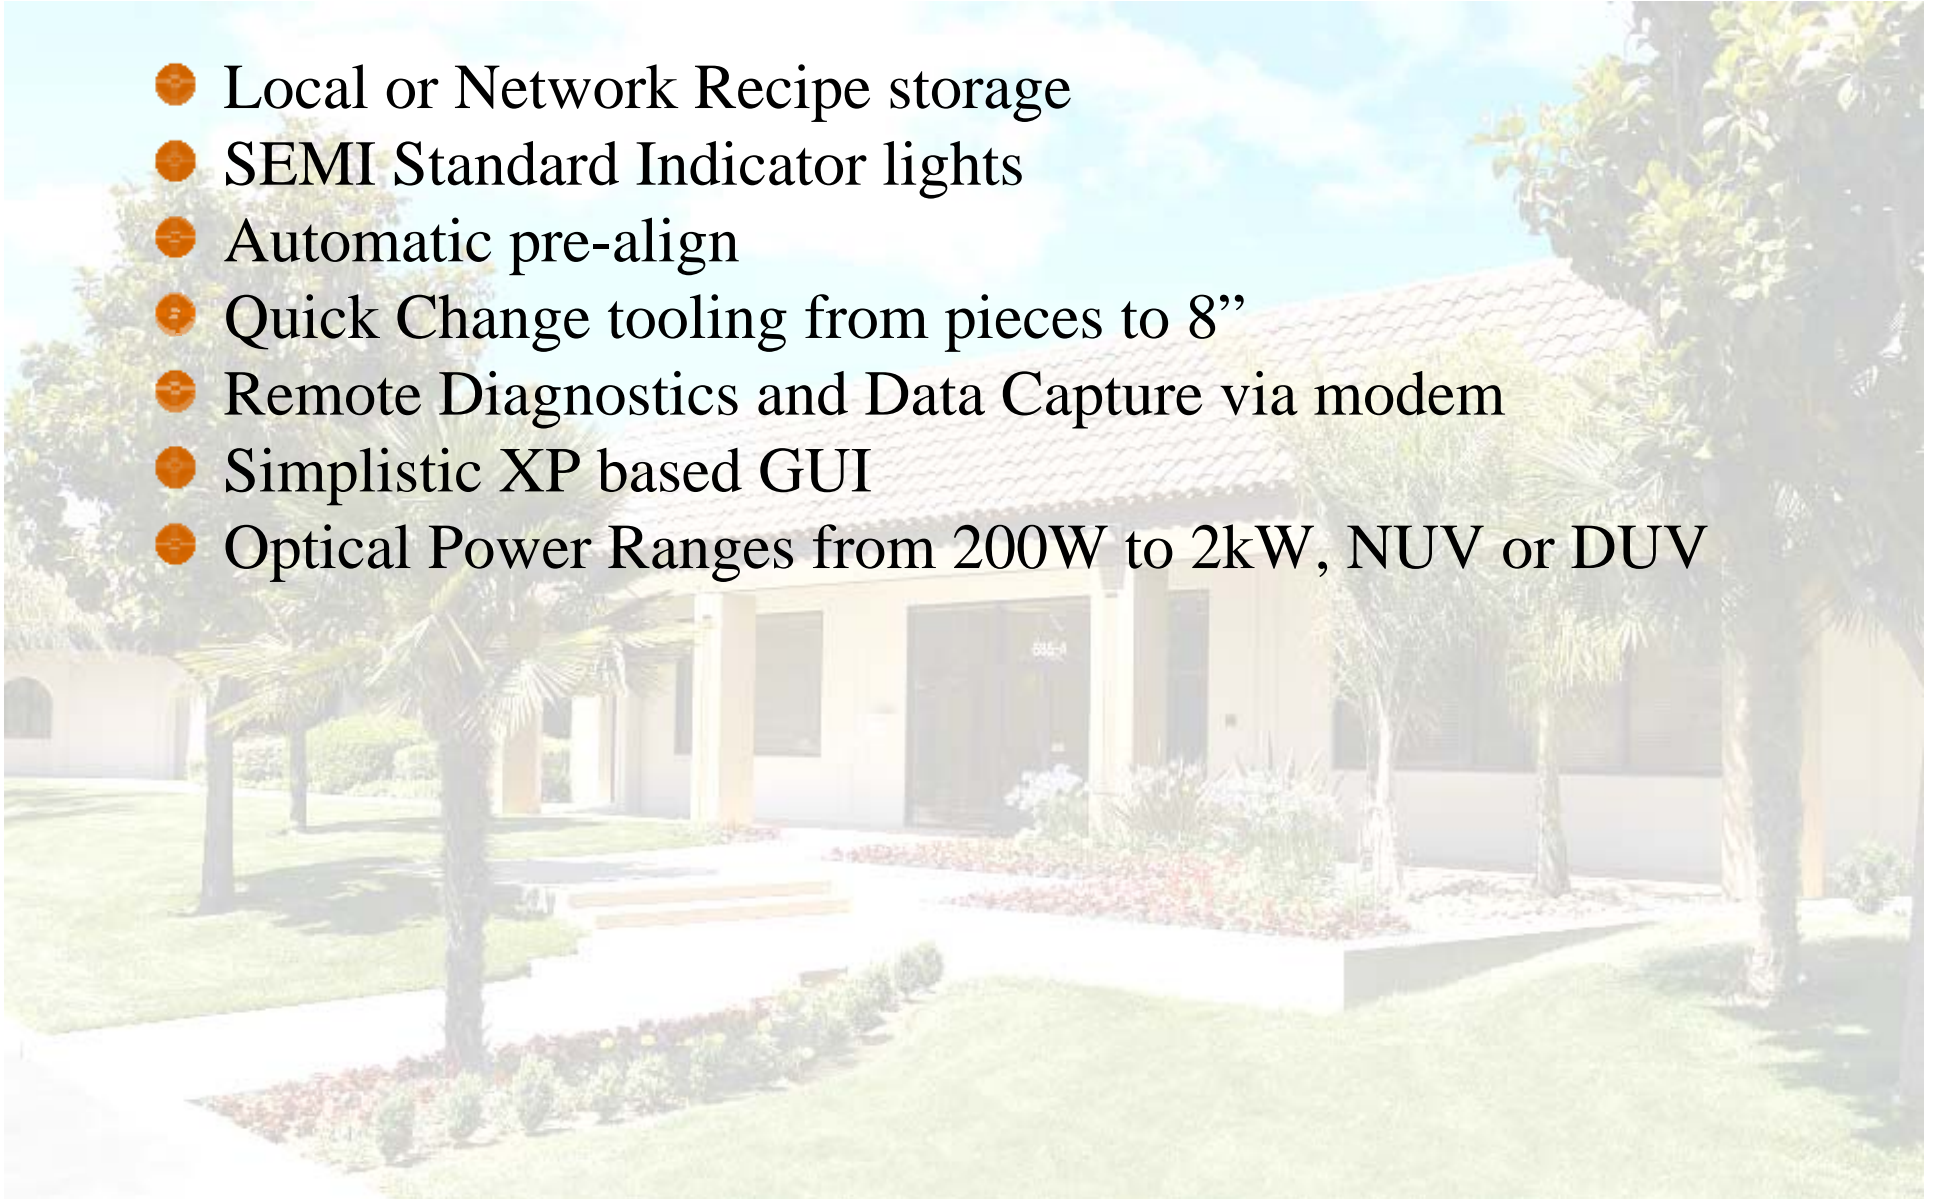 Local or Network Recipe storage
SEMI Standard Indicator lights
Automatic pre-align
Quick Change tooling from pieces to 8”
Remote Diagnostics and Data Capture via modem
Simplistic XP based GUI
Optical Power Ranges from 200W to 2kW, NUV or DUV